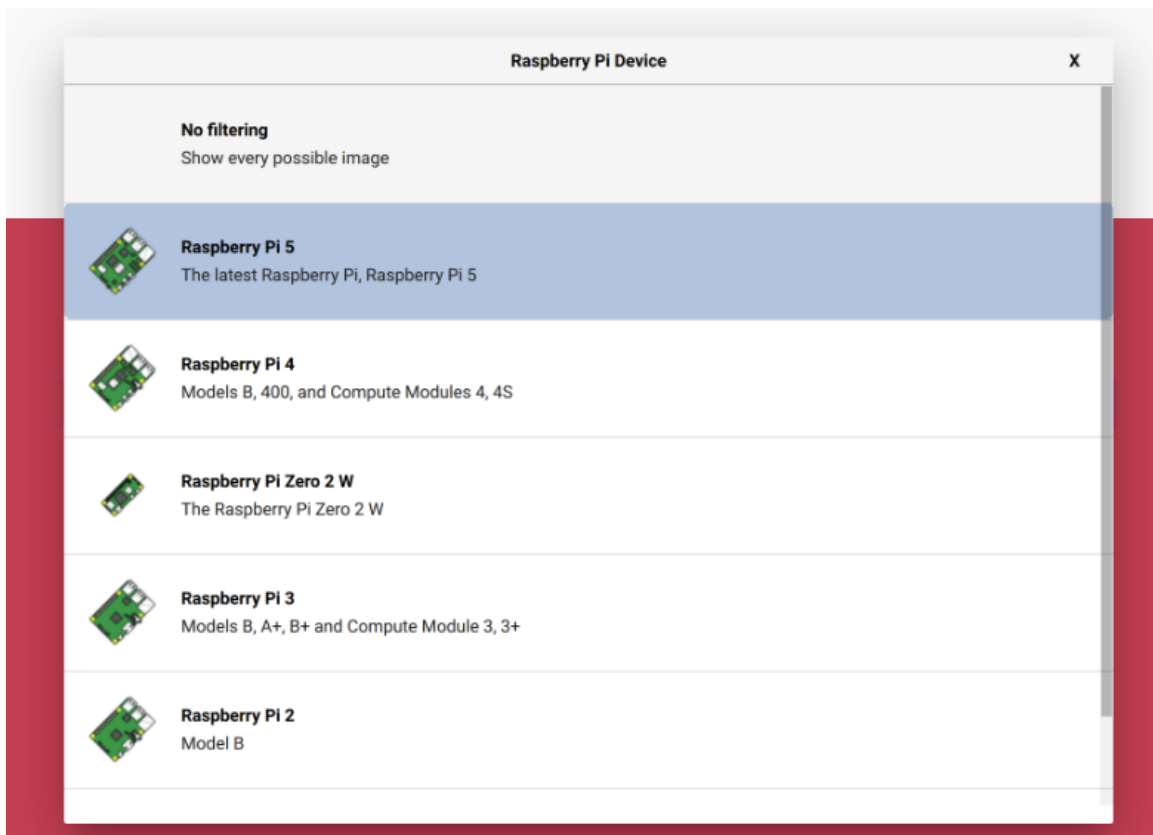 Raspberry Pi Device
X
No filtering
Show every possible image
Raspberry Pi 5
The latest Raspberry Pi, Raspberry Pi 5
Raspberry Pi 4
Models B, 400, and Compute Modules 4, 4S
Raspberry Pi Zero 2 W
The Raspberry Pi Zero 2 W
Raspberry Pi 3
Models B, A+, B+ and Compute Module 3, 3+
Raspberry Pi 2
Model B